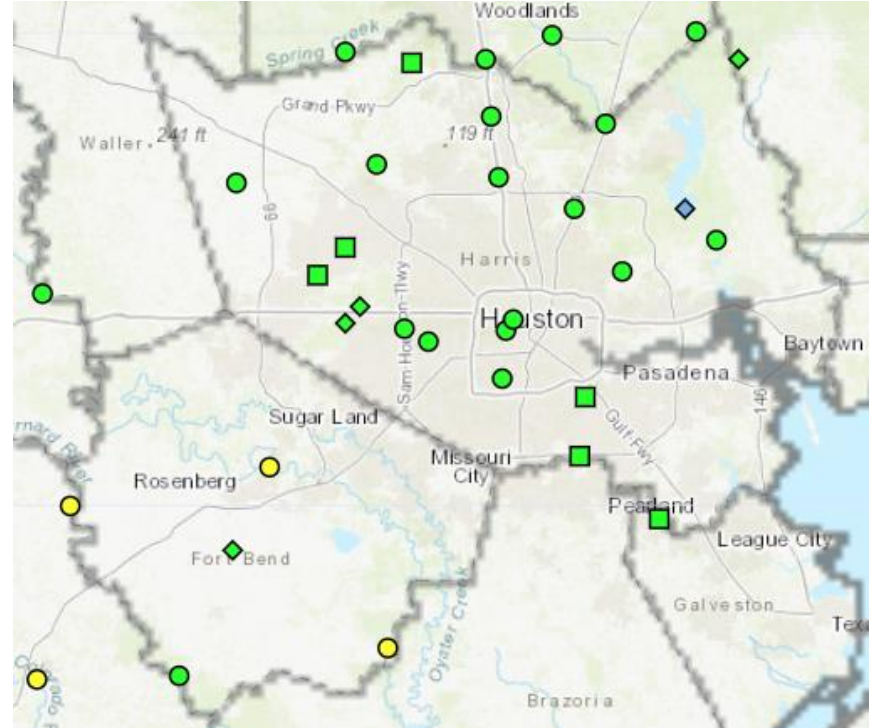 Woodlands
Spring Creek
Grand Pkwy
Waller
241 ft
119 ft
99
Harris
Sam Houston Tlwy
Houston
Baytown
Pasadena
146
Sugar Land
Gulf Fwy
Missouri
City
Rosenberg
Pearland
League City
Fort Bend
Galveston
Oyster Creek
Brazoria